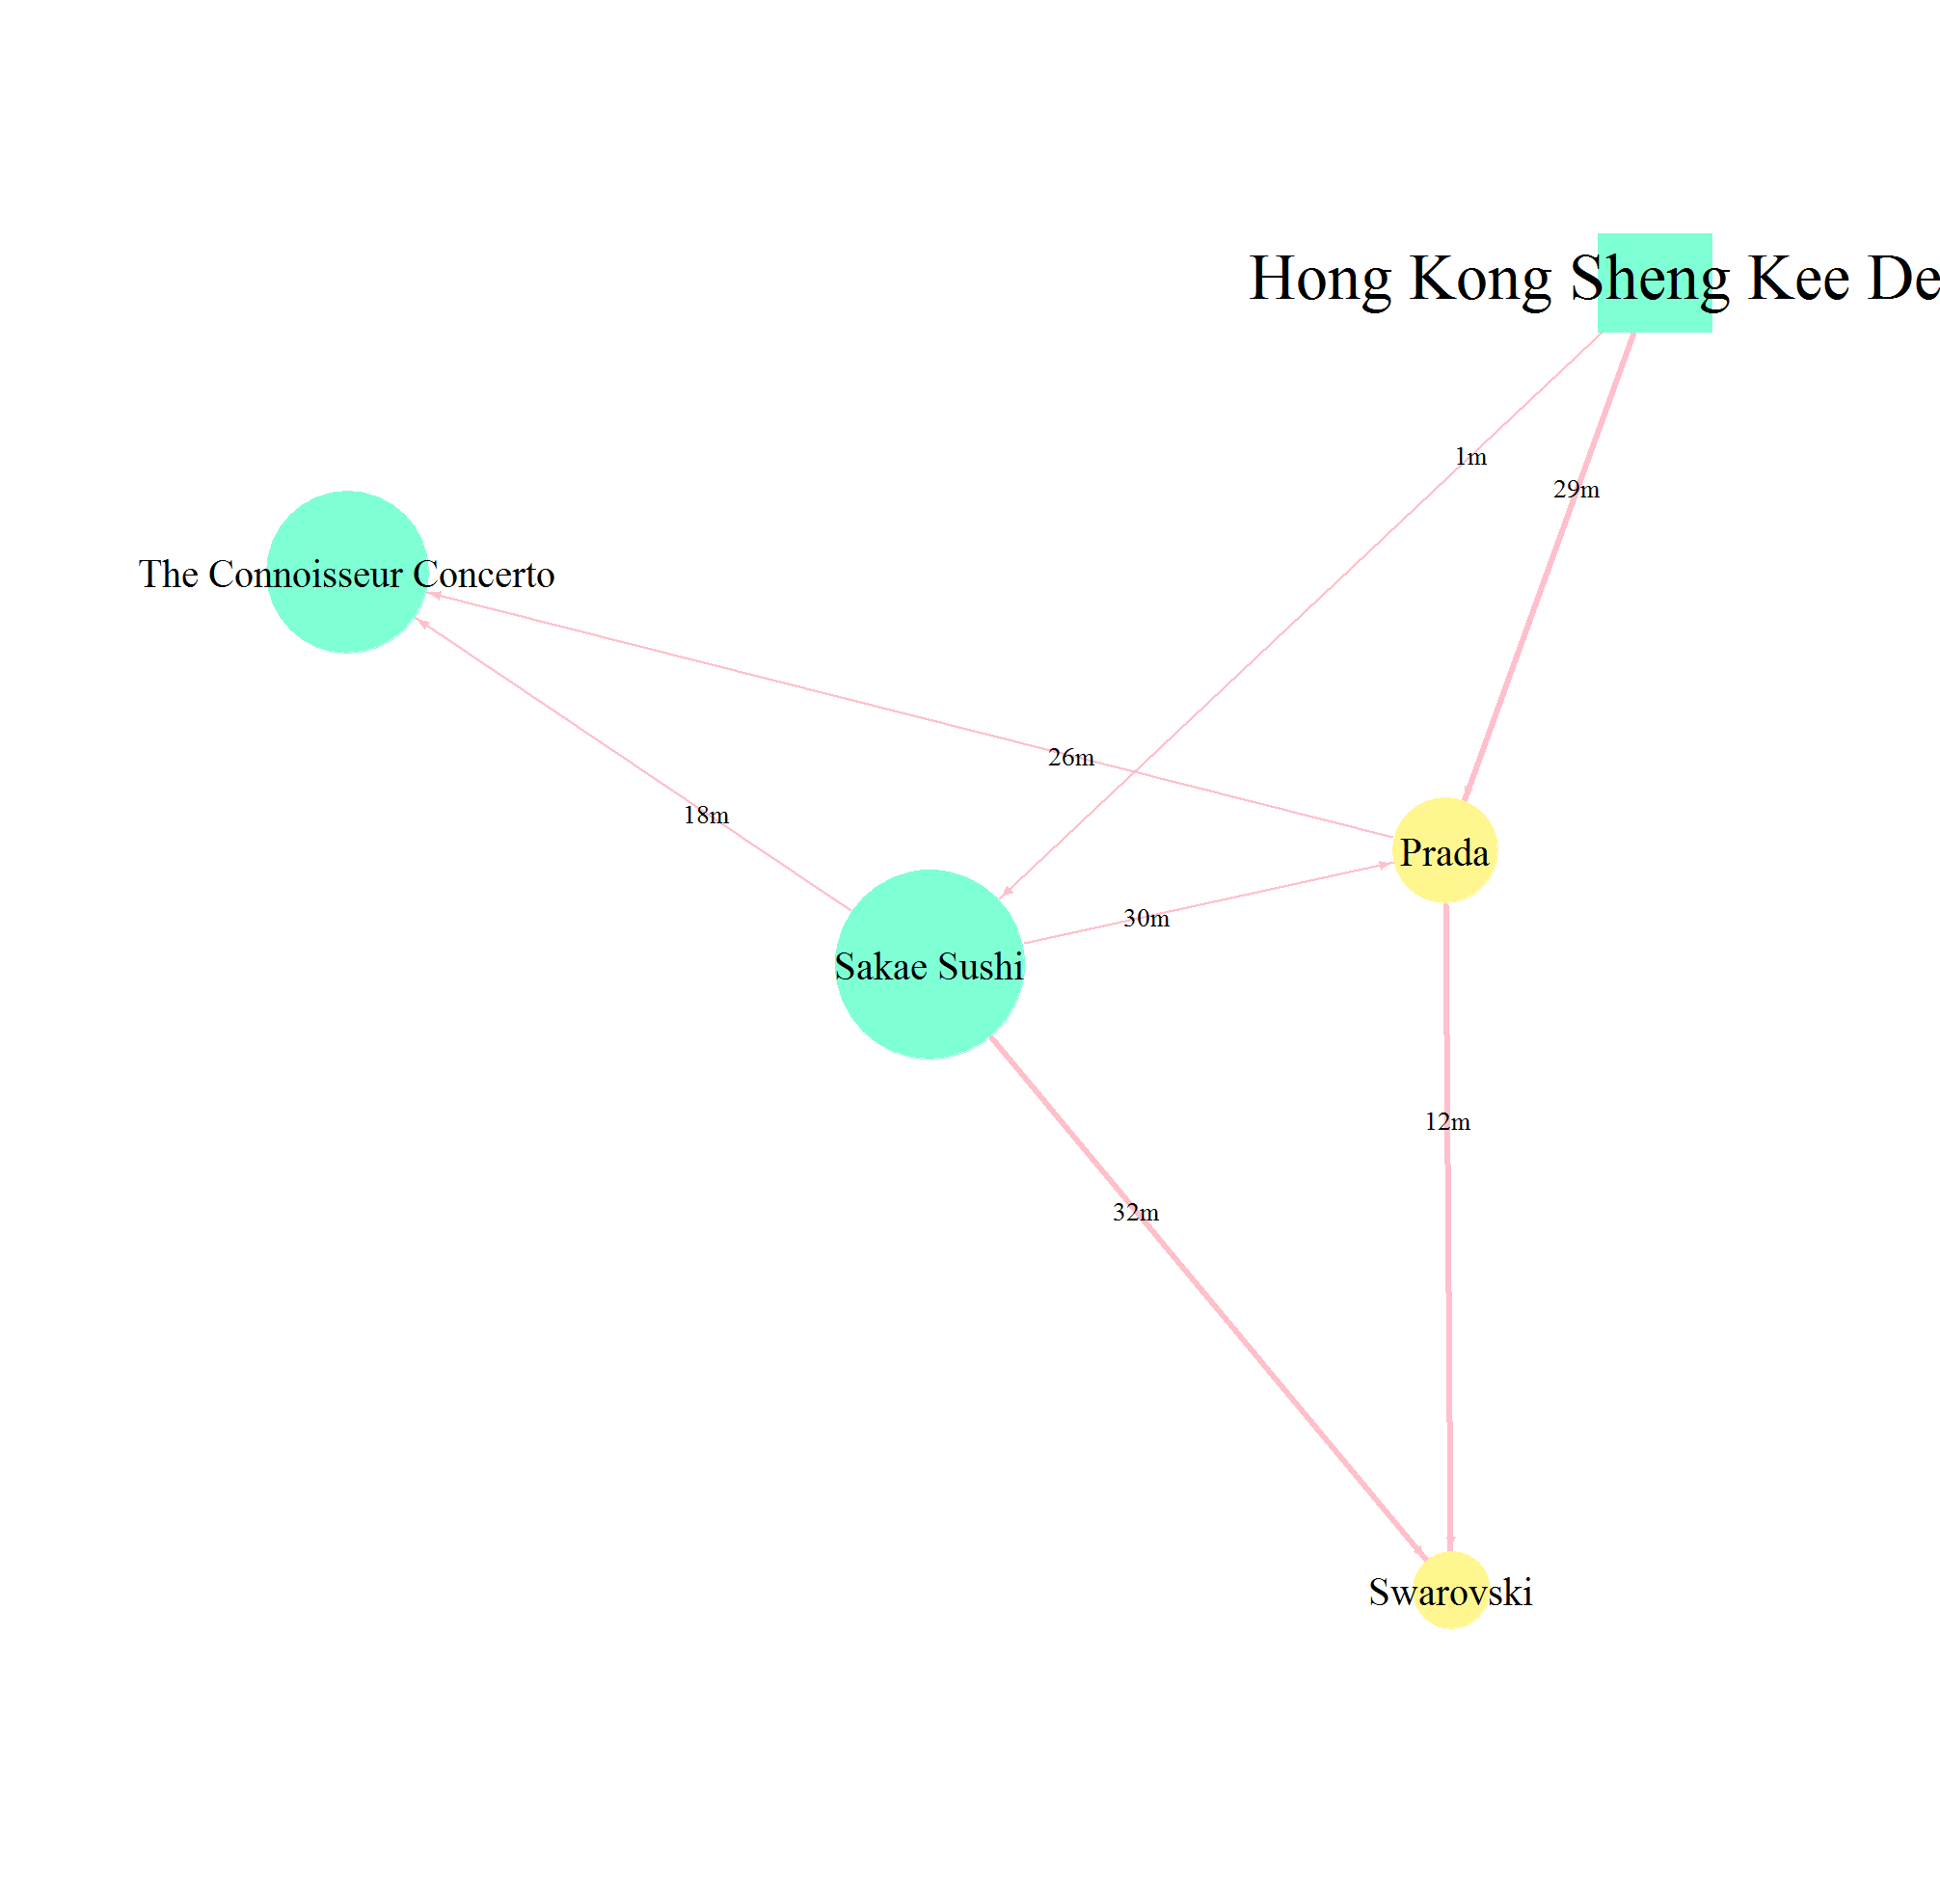 Hong Kong Sheng Kee De
1m
29m
The Connoisseur Concerto
26m
18m
Prada
30m
Sakae Sushi
12m
32m
Swarovski